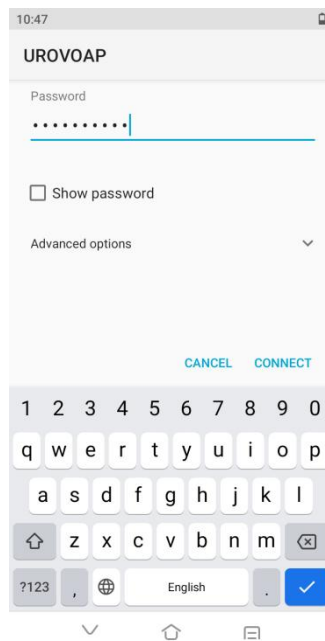 10:47
UROVOAP
Password
••••••••••
Show password
Advanced options
CANCEL CONNECT
1 2 3 4 5 6 7 8 9 0
q w e r t y u i o p
a s d f g h j k l
z x c v b n m
?123 , English .